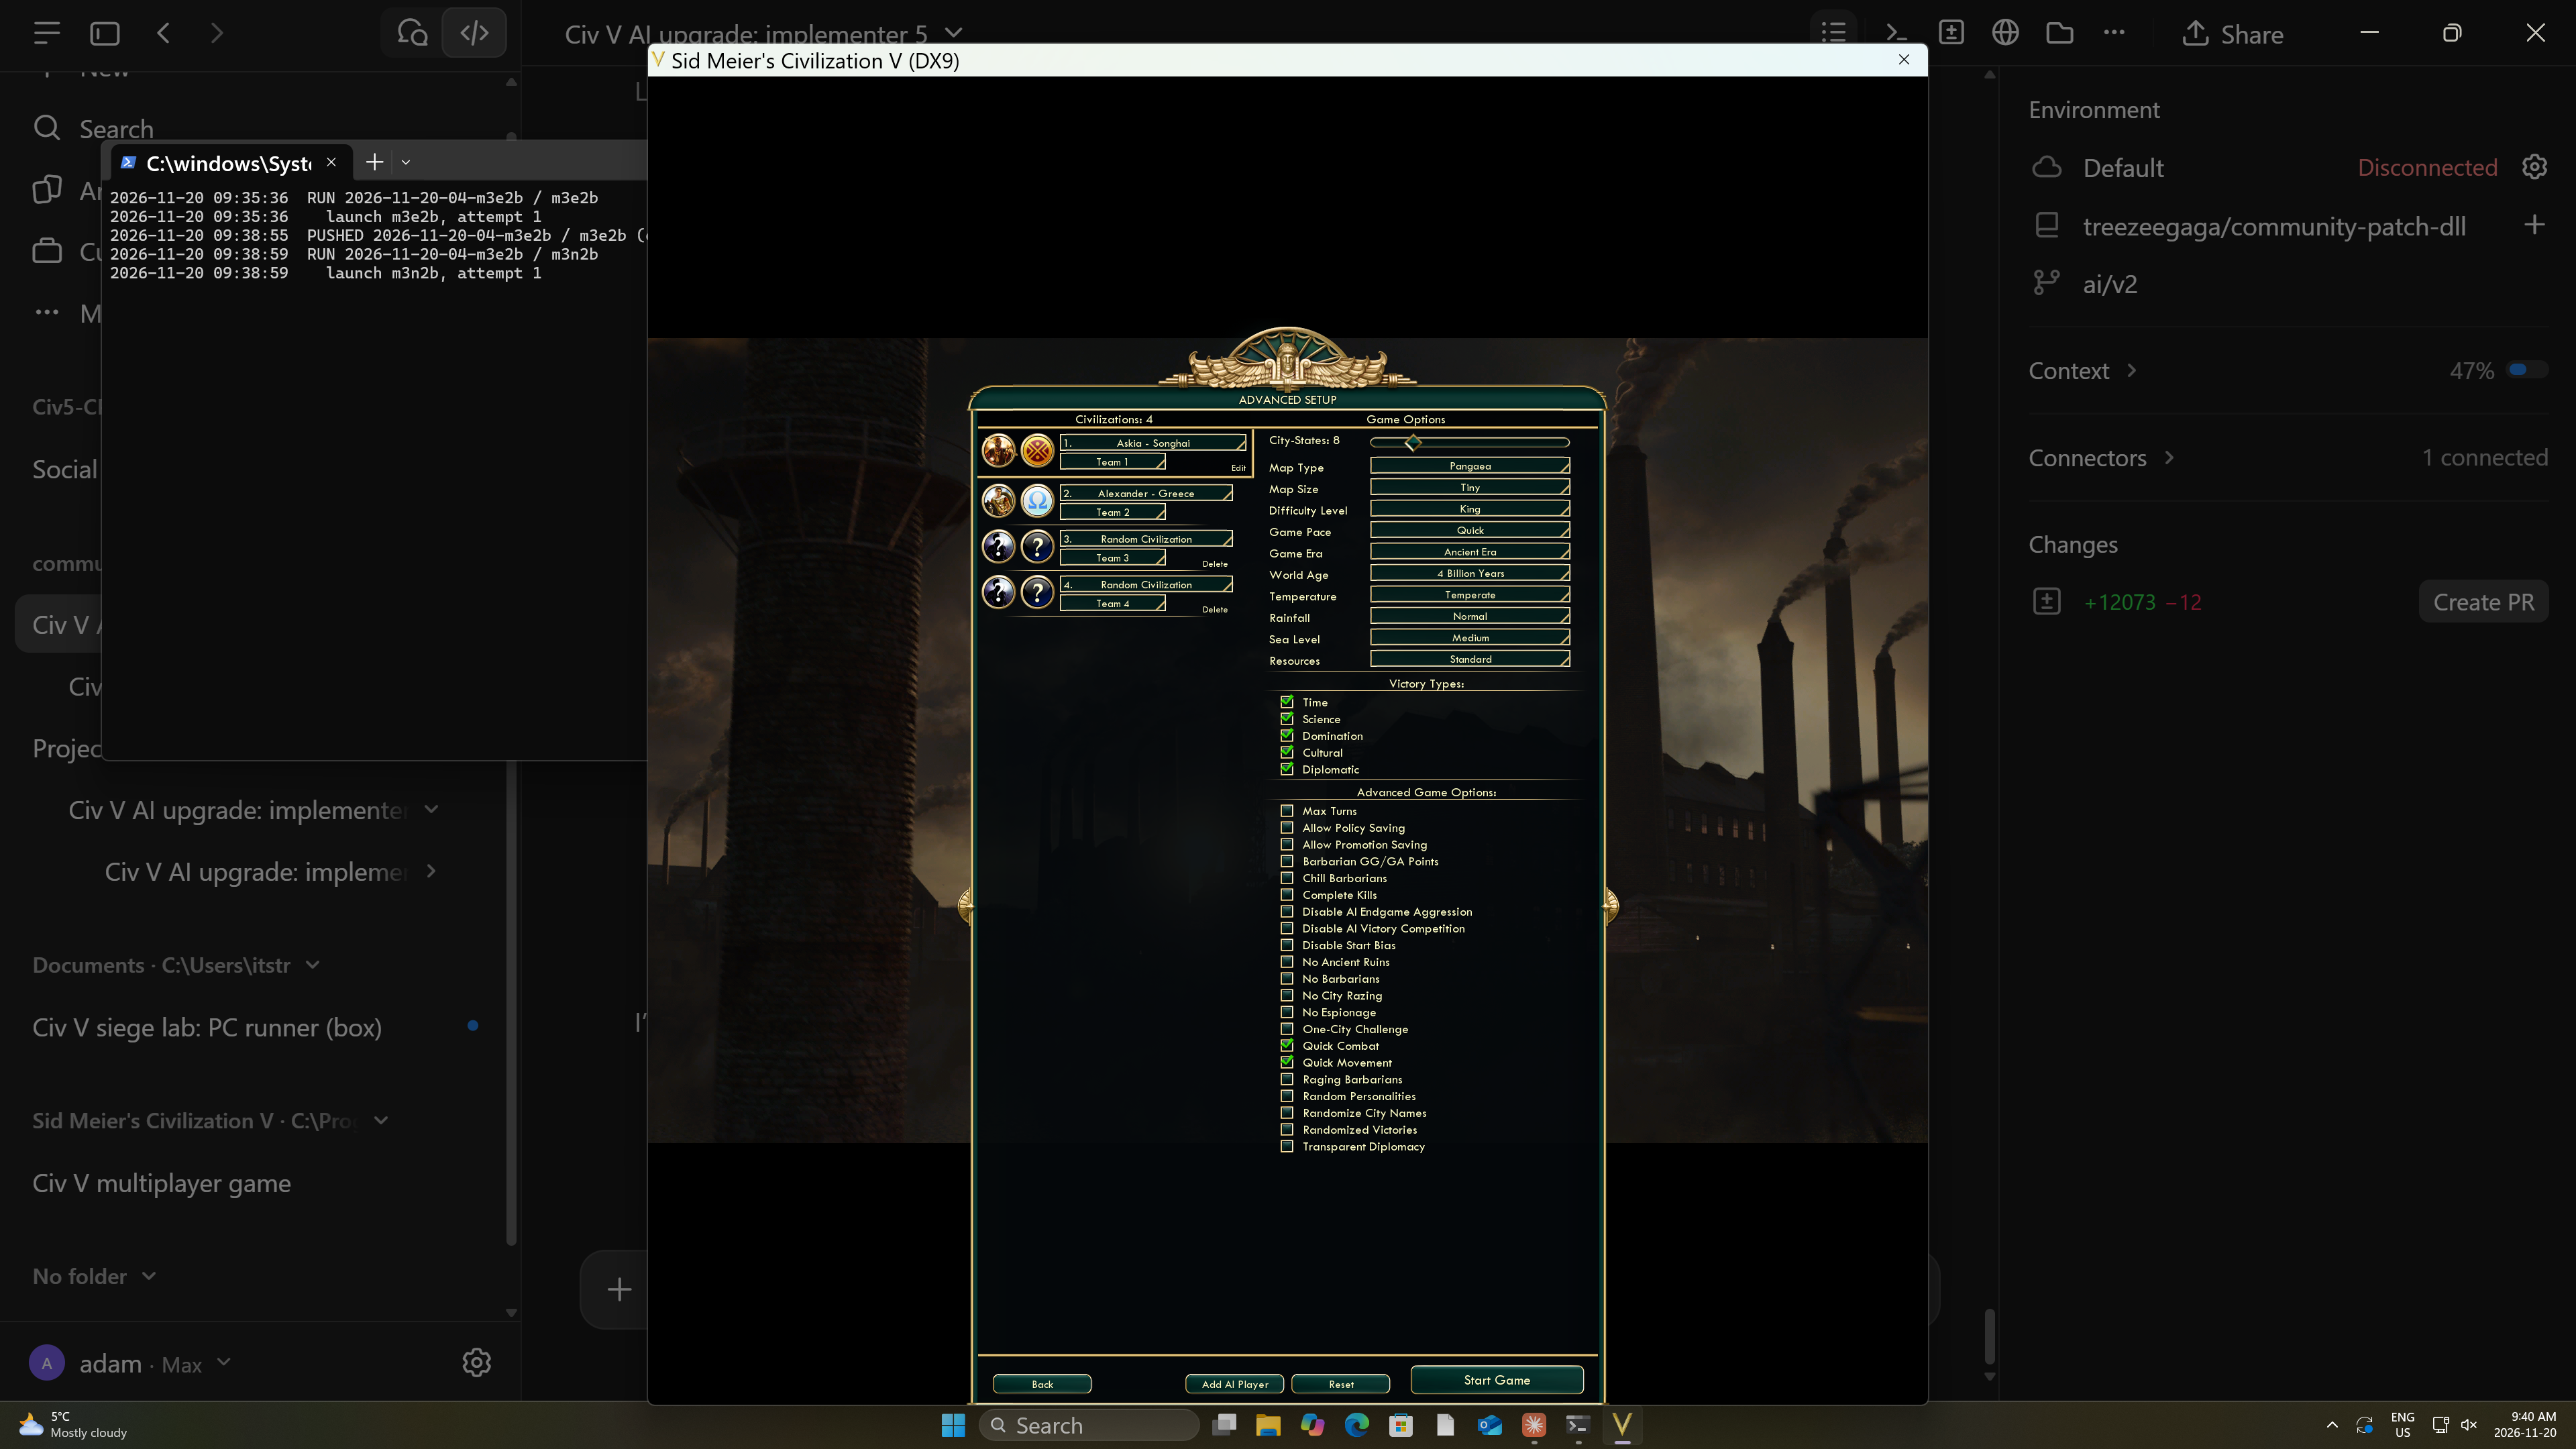 Civ V AI upgrade: implementer 5
Share
New
Search
Ar
Cu
M
Civ5-Cl
Social
commu
Civ V A
Civ
Projec
Civ V AI upgrade: implementer
Civ V AI upgrade: implemer
Documents · C:\Users\itstr
Civ V siege lab: PC runner (box)
Sid Meier's Civilization V · C:\Prog
Civ V multiplayer game
No folder
A
adam · Max
C:\windows\Syste
2026-11-20 09:35:36  RUN 2026-11-20-04-m3e2b / m3e2b
2026-11-20 09:35:36    launch m3e2b, attempt 1
2026-11-20 09:38:55  PUSHED 2026-11-20-04-m3e2b / m3e2b (
2026-11-20 09:38:59  RUN 2026-11-20-04-m3e2b / m3n2b
2026-11-20 09:38:59    launch m3n2b, attempt 1
Sid Meier's Civilization V (DX9)
ADVANCED SETUP
Civilizations: 4
1. Askia - Songhai
Team 1
Edit
2. Alexander - Greece
Team 2
3. Random Civilization
Team 3
Delete
4. Random Civilization
Team 4
Delete
Game Options
City-States: 8
Map Type Pangaea
Map Size Tiny
Difficulty Level King
Game Pace Quick
Game Era Ancient Era
World Age 4 Billion Years
Temperature Temperate
Rainfall Normal
Sea Level Medium
Resources Standard
Victory Types:
Time
Science
Domination
Cultural
Diplomatic
Advanced Game Options:
Max Turns
Allow Policy Saving
Allow Promotion Saving
Barbarian GG/GA Points
Chill Barbarians
Complete Kills
Disable AI Endgame Aggression
Disable AI Victory Competition
Disable Start Bias
No Ancient Ruins
No Barbarians
No City Razing
No Espionage
One-City Challenge
Quick Combat
Quick Movement
Raging Barbarians
Random Personalities
Randomize City Names
Randomized Victories
Transparent Diplomacy
Back
Add AI Player
Reset
Start Game
Environment
Default Disconnected
treezeegaga/community-patch-dll
ai/v2
Context 47%
Connectors 1 connected
Changes
+12073 −12
Create PR
5°C
Mostly cloudy
Search
ENG
US
9:40 AM
2026-11-20